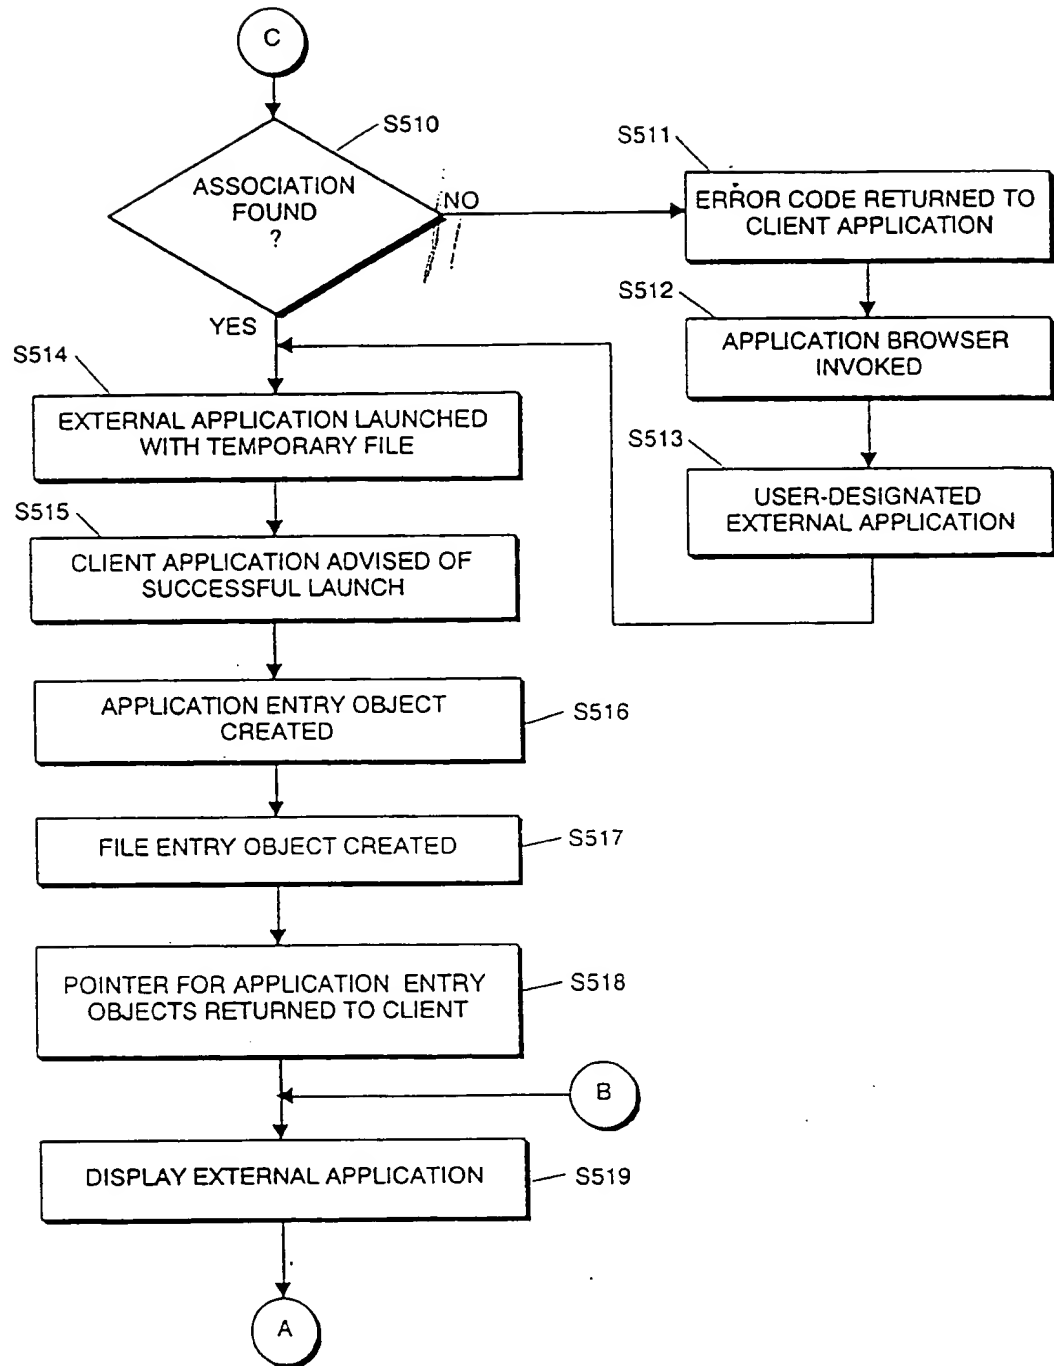 C
S510
ASSOCIATION
FOUND
?
NO
YES
S511
ERROR CODE RETURNED TO
CLIENT APPLICATION
S512
APPLICATION BROWSER
INVOKED
S513
USER-DESIGNATED
EXTERNAL APPLICATION
S514
EXTERNAL APPLICATION LAUNCHED
WITH TEMPORARY FILE
S515
CLIENT APPLICATION ADVISED OF
SUCCESSFUL LAUNCH
APPLICATION ENTRY OBJECT
CREATED
S516
FILE ENTRY OBJECT CREATED
S517
POINTER FOR APPLICATION ENTRY
OBJECTS RETURNED TO CLIENT
S518
B
DISPLAY EXTERNAL APPLICATION
S519
A